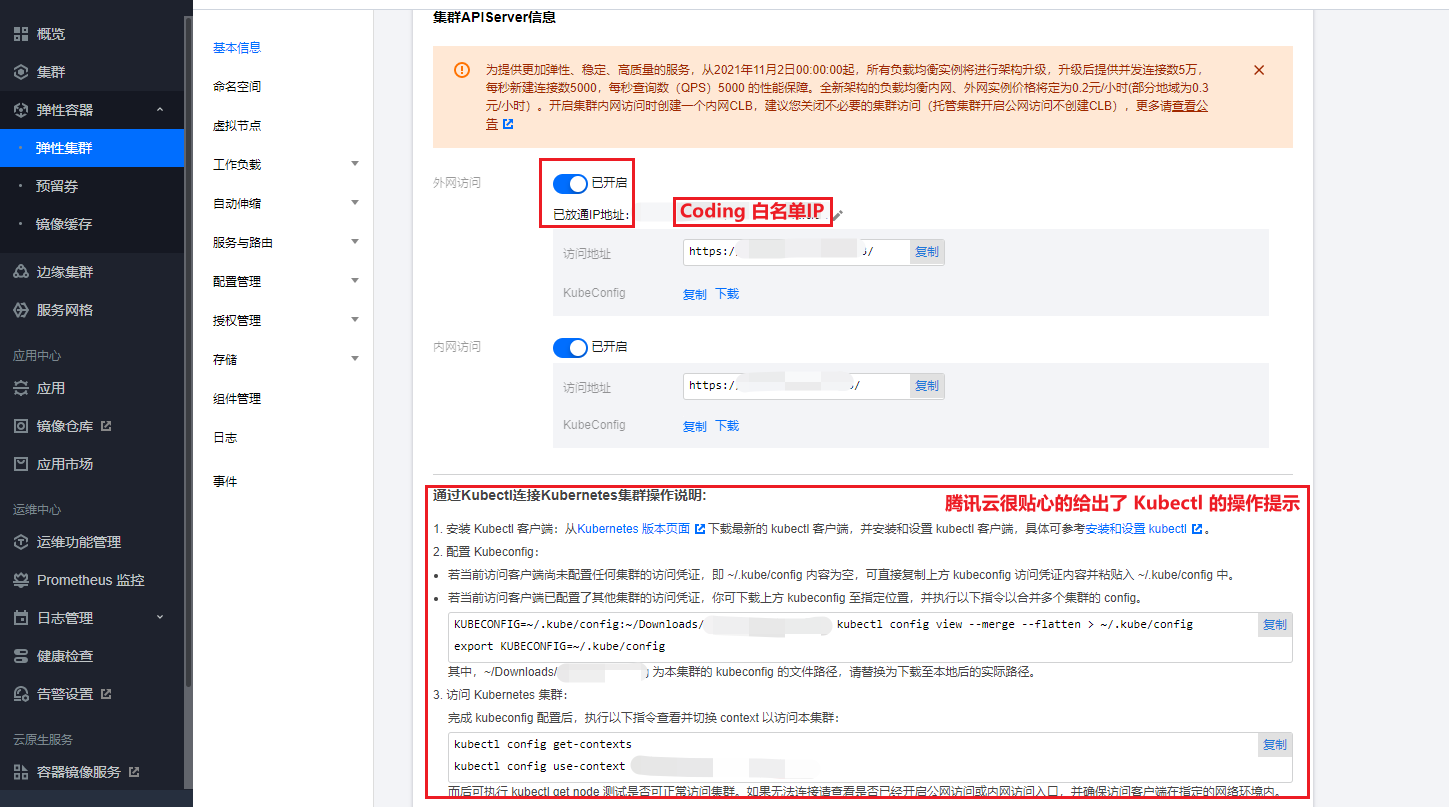 概览
集群
弹性容器
弹性集群
预留券
镜像缓存
边缘集群
服务网格
应用中心
应用
镜像仓库
应用市场
运维中心
运维功能管理
Prometheus 监控
日志管理
健康检查
告警设置
云原生服务
容器镜像服务
基本信息
命名空间
虚拟节点
工作负载
自动伸缩
服务与路由
配置管理
授权管理
存储
组件管理
日志
事件
集群APIServer信息
为提供更加弹性、稳定、高质量的服务，从2021年11月2日00:00:00起，所有负载均衡实例将进行架构升级，升级后提供并发连接数5万，
每秒新建连接数5000，每秒查询数（QPS）5000 的性能保障。全新架构的负载均衡内网、外网实例价格将定为0.2元/小时(部分地域为0.3
元/小时）。开启集群内网访问时创建一个内网CLB，建议您关闭不必要的集群访问（托管集群开启公网访问不创建CLB），更多请查看公
告
外网访问
已开启
已放通IP地址:
Coding 白名单IP
访问地址
https:/
/
复制
KubeConfig
复制 下载
内网访问
已开启
访问地址
https:/
/
复制
KubeConfig
复制 下载
通过Kubectl连接Kubernetes集群操作说明:
腾讯云很贴心的给出了 Kubectl 的操作提示
1. 安装 Kubectl 客户端：从Kubernetes 版本页面 下载最新的 kubectl 客户端，并安装和设置 kubectl 客户端，具体可参考安装和设置 kubectl 。
2. 配置 Kubeconfig：
• 若当前访问客户端尚未配置任何集群的访问凭证，即 ~/.kube/config 内容为空，可直接复制上方 kubeconfig 访问凭证内容并粘贴入 ~/.kube/config 中。
• 若当前访问客户端已配置了其他集群的访问凭证，你可下载上方 kubeconfig 至指定位置，并执行以下指令以合并多个集群的 config。
KUBECONFIG=~/.kube/config:~/Downloads/ kubectl config view --merge --flatten > ~/.kube/config
export KUBECONFIG=~/.kube/config
复制
其中，~/Downloads/ 为本集群的 kubeconfig 的文件路径，请替换为下载至本地后的实际路径。
3. 访问 Kubernetes 集群：
完成 kubeconfig 配置后，执行以下指令查看并切换 context 以访问本集群：
kubectl config get-contexts
kubectl config use-context
复制
而后可执行 kubectl get node 测试是否可正常访问集群。如果无法连接请查看是否已经开启公网访问或内网访问入口，并确保访问客户端在指定的网络环境内。